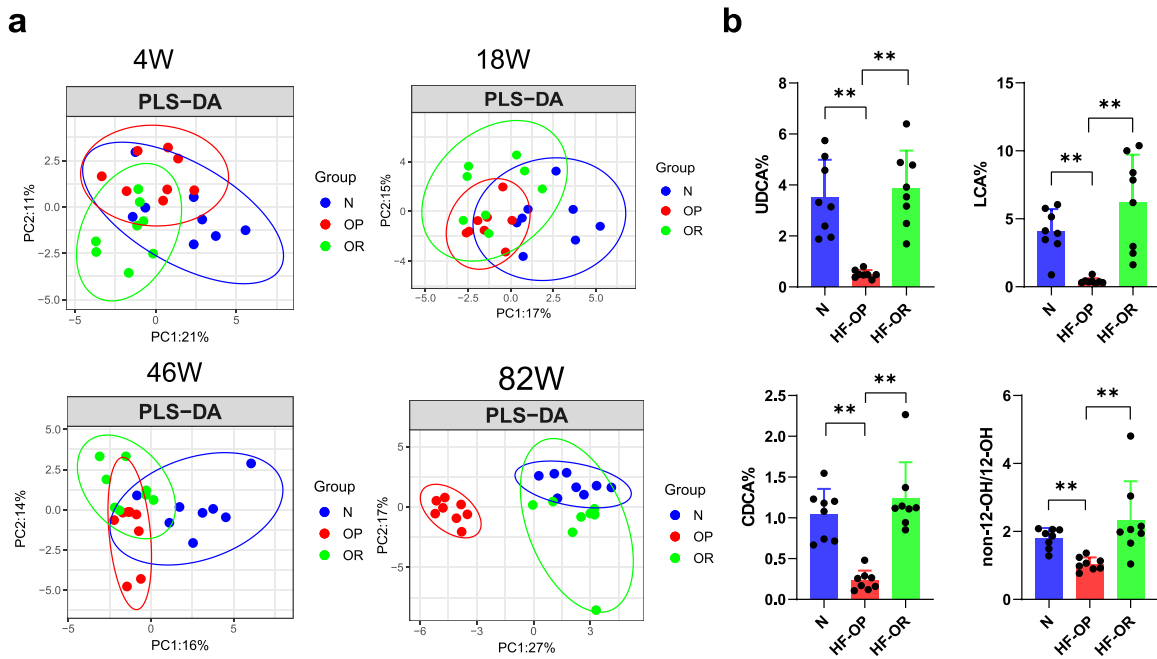 a
4W
PLS−DA
2.5
0.0
−2.5
−5.0
−5
0
5
PC2:11%
PC1:21%
Group
N
OP
OR
18W
PLS−DA
4
0
−4
−5.0
−2.5
0.0
2.5
5.0
PC2:15%
PC1:17%
Group
N
OP
OR
46W
PLS−DA
5.0
2.5
0.0
−2.5
−5.0
−5
0
5
PC2:14%
PC1:16%
Group
N
OP
OR
82W
PLS−DA
5
0
−5
−6
−3
0
3
PC2:17%
PC1:27%
Group
N
OP
OR
b
8
6
4
2
0
UDCA%
**
**
N
HF-OP
HF-OR
15
10
5
0
LCA%
**
**
N
HF-OP
HF-OR
2.5
2.0
1.5
1.0
0.5
0.0
CDCA%
**
**
N
HF-OP
HF-OR
6
4
2
0
non-12-OH/12-OH
**
**
N
HF-OP
HF-OR